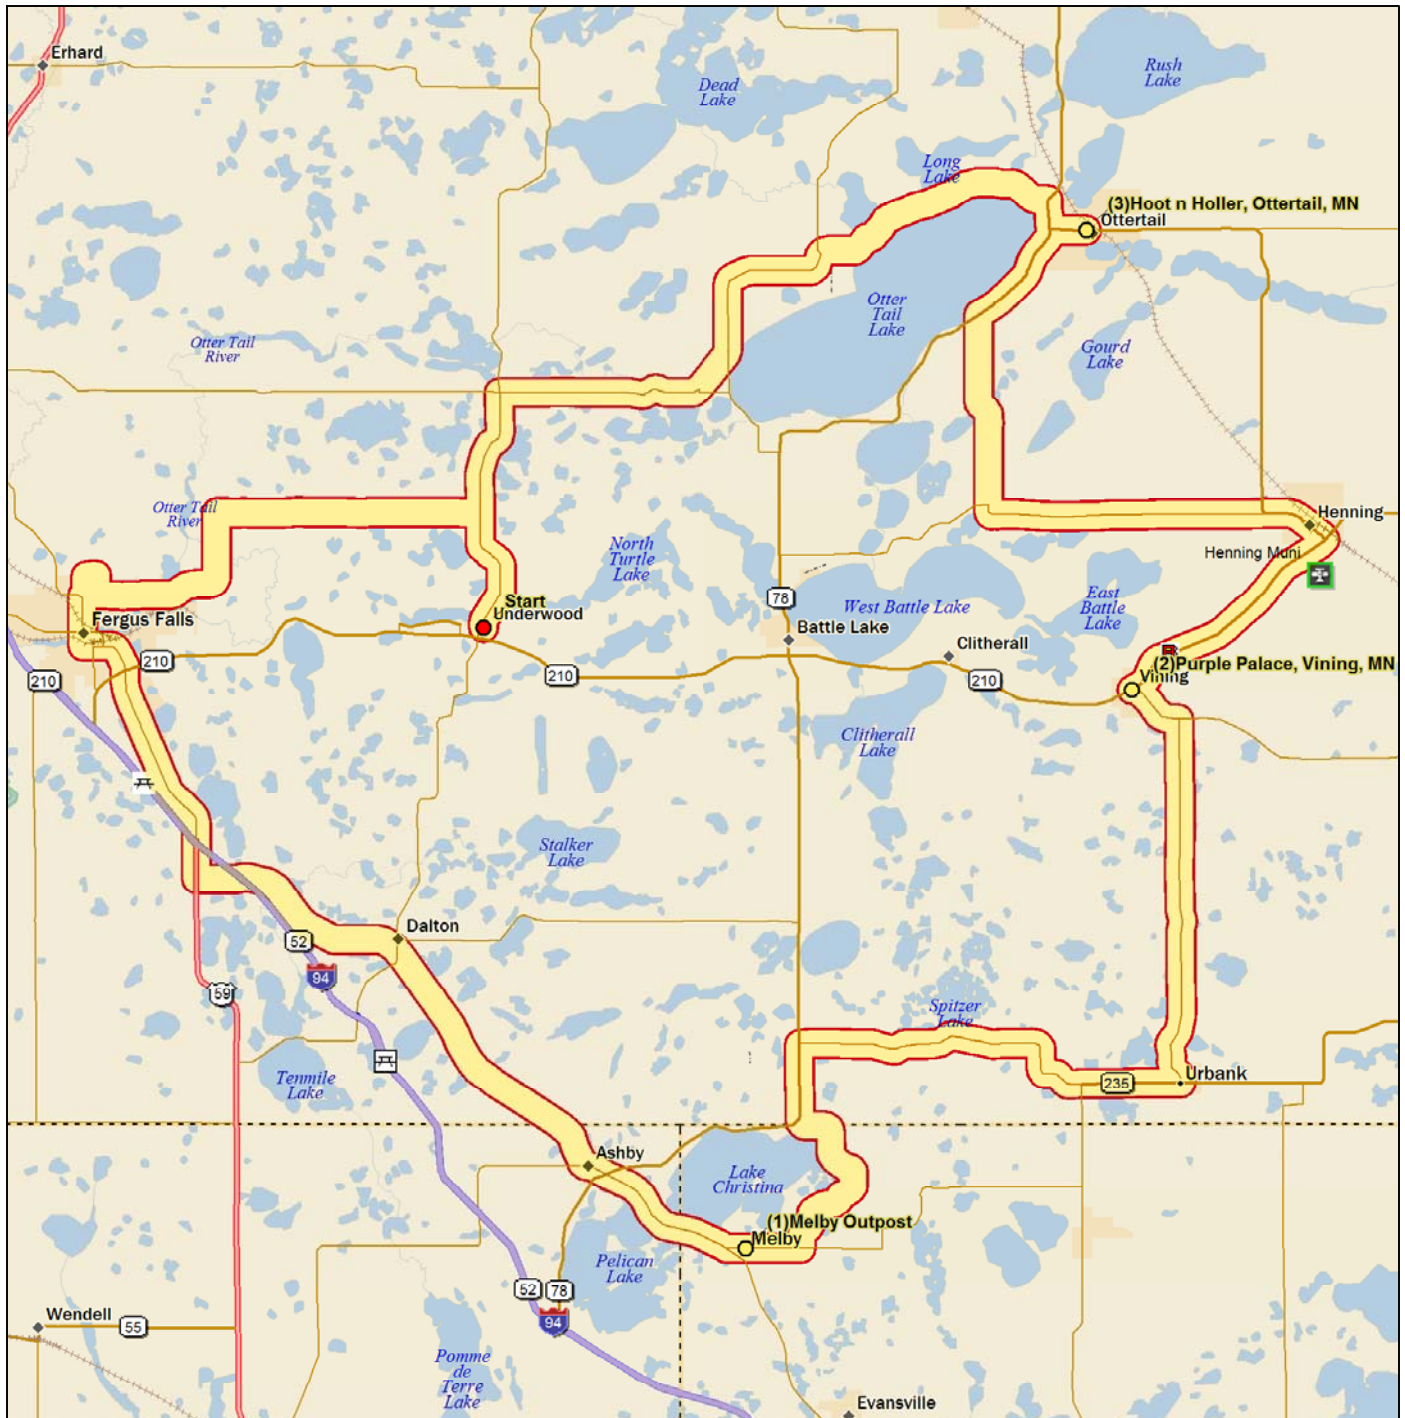 Erhard
Dead
Lake
Rush
Lake
Long
Lake
(3)Hoot n Holler, Ottertail, MN
Ottertail
Otter
Tail
Lake
Otter Tail
River
Gourd
Lake
Otter Tail
River
Henning
North
Turtle
Lake
Henning Muni
Start
Underwood
78
West Battle Lake
East
Battle
Lake
Fergus Falls
Battle Lake
Clitherall
210
210
210
210
(2)Purple Palace, Vining, MN
Vining
Clitherall
Lake
Stalker
Lake
Dalton
52
94
59
Spitzer
Lake
Tenmile
Lake
235
Urbank
Ashby
Lake
Christina
(1)Melby Outpost
Melby
Pelican
Lake
52
78
94
Wendell
55
Pomme
de
Terre
Lake
Evansville